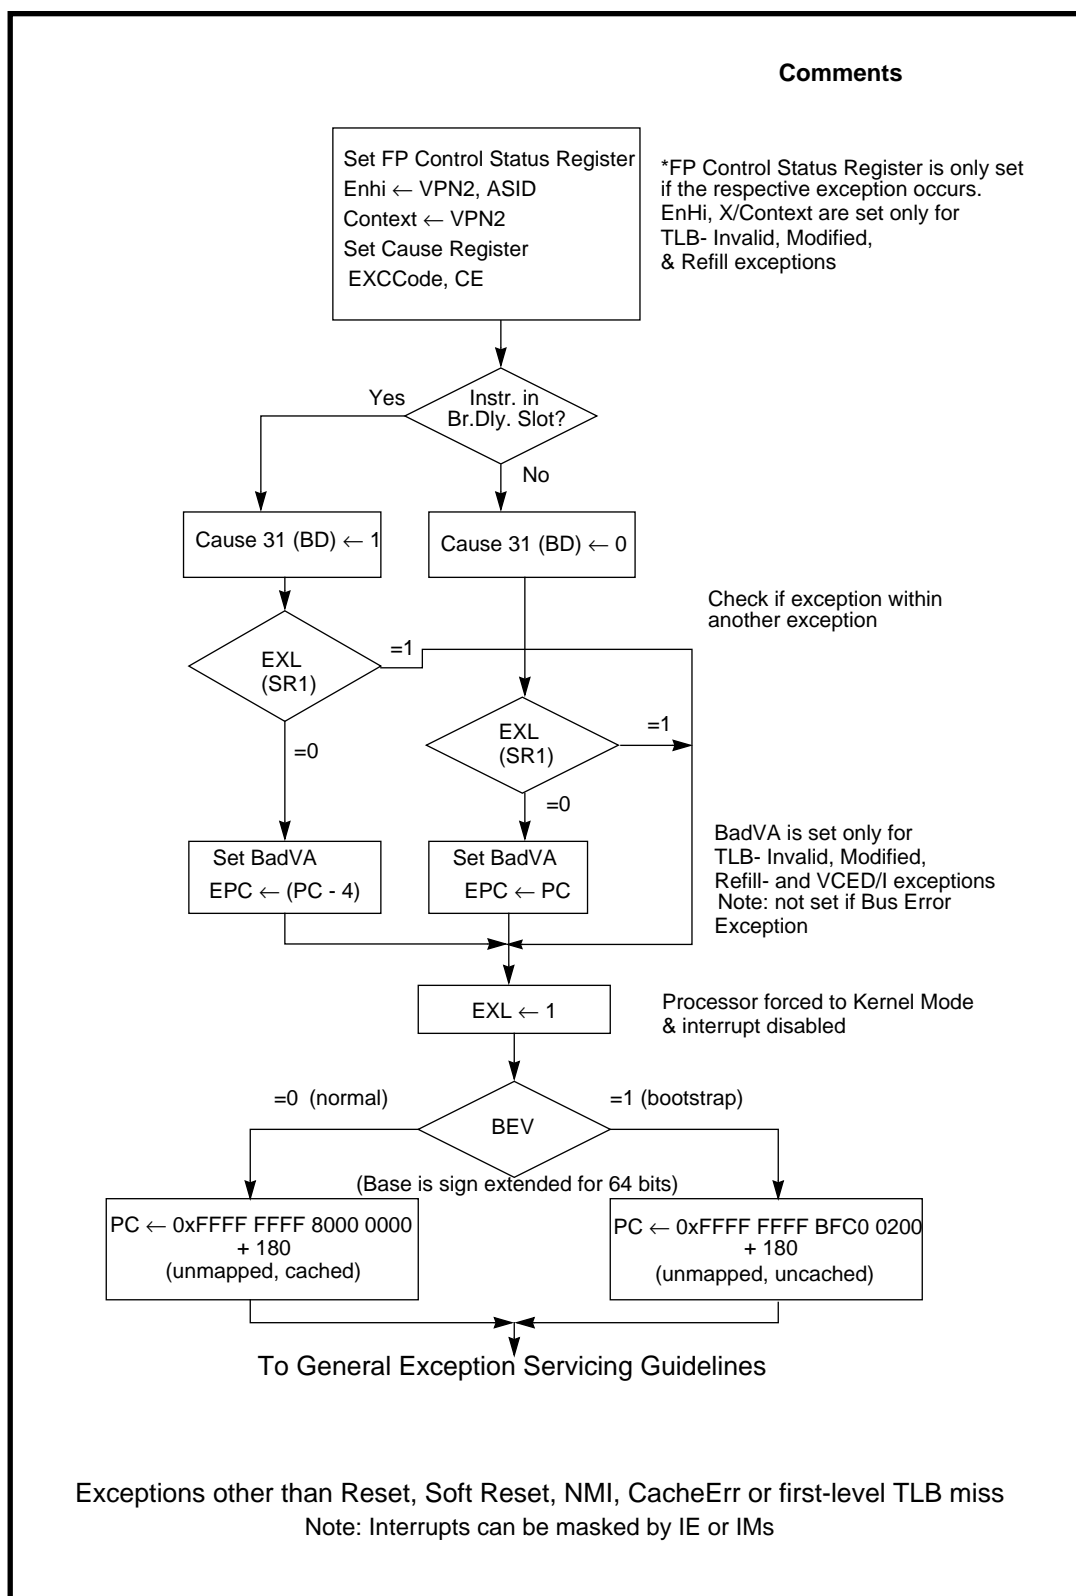 Comments
Set FP Control Status Register
Enhi ← VPN2, ASID
Context ← VPN2
Set Cause Register
EXCCode, CE
*FP Control Status Register is only set
if the respective exception occurs.
EnHi, X/Context are set only for
TLB- Invalid, Modified,
& Refill exceptions
Yes
Instr. in
Br.Dly. Slot?
No
Cause 31 (BD) ← 1
Cause 31 (BD) ← 0
Check if exception within
another exception
=1
EXL
(SR1)
=0
EXL
(SR1)
=1
=0
Set BadVA
EPC ← (PC - 4)
Set BadVA
EPC ← PC
BadVA is set only for
TLB- Invalid, Modified,
Refill- and VCED/I exceptions
Note: not set if Bus Error
Exception
EXL ← 1
Processor forced to Kernel Mode
& interrupt disabled
=0 (normal)
BEV
=1 (bootstrap)
(Base is sign extended for 64 bits)
PC ← 0xFFFF FFFF 8000 0000
+ 180
(unmapped, cached)
PC ← 0xFFFF FFFF BFC0 0200
+ 180
(unmapped, uncached)
To General Exception Servicing Guidelines
Exceptions other than Reset, Soft Reset, NMI, CacheErr or first-level TLB miss
Note: Interrupts can be masked by IE or IMs